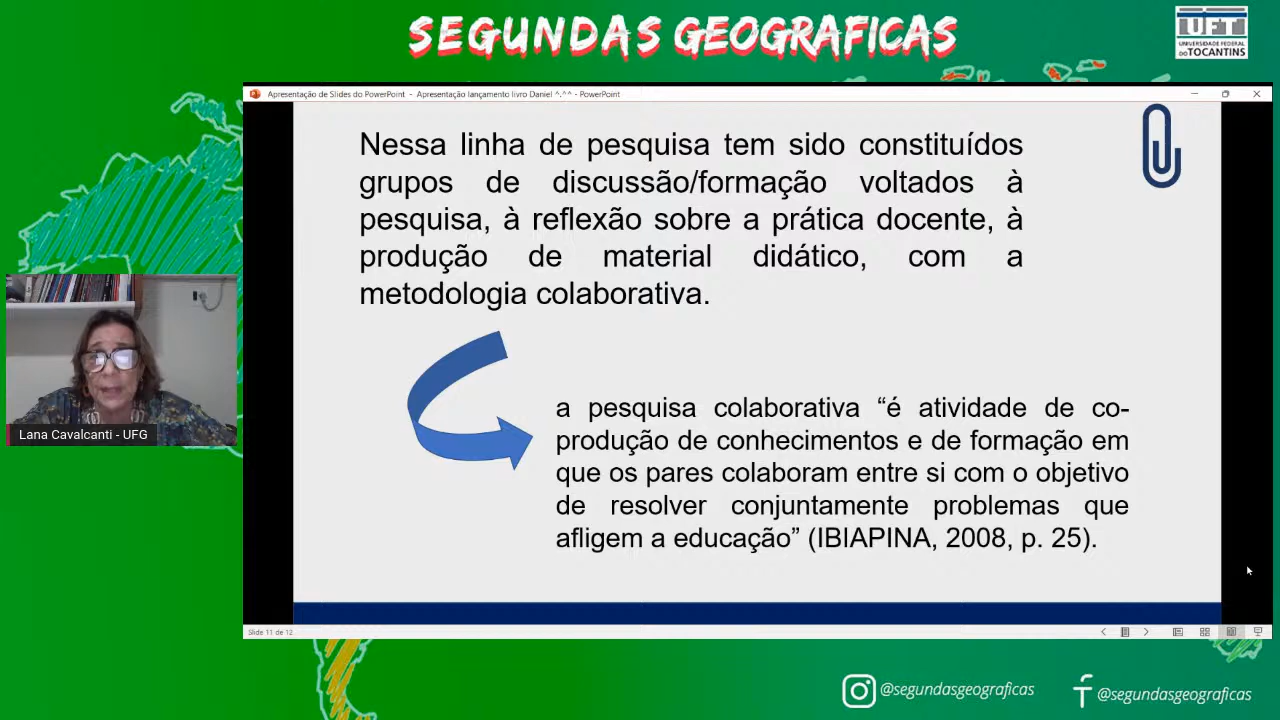 SEGUNDAS GEOGRAFICAS
UFT
UNIVERSIDADE FEDERAL
DO TOCANTINS
Apresentação de Slides do PowerPoint - Apresentação lançamento livro Daniel ^.^^ - PowerPoint
Nessa linha de pesquisa tem sido constituídos
grupos de discussão/formação voltados à
pesquisa, à reflexão sobre a prática docente, à
produção de material didático, com a
metodologia colaborativa.
a pesquisa colaborativa “é atividade de co-
produção de conhecimentos e de formação em
que os pares colaboram entre si com o objetivo
de resolver conjuntamente problemas que
afligem a educação” (IBIAPINA, 2008, p. 25).
Lana Cavalcanti - UFG
Slide 11 de 12
@segundasgeograficas
@segundasgeograficas